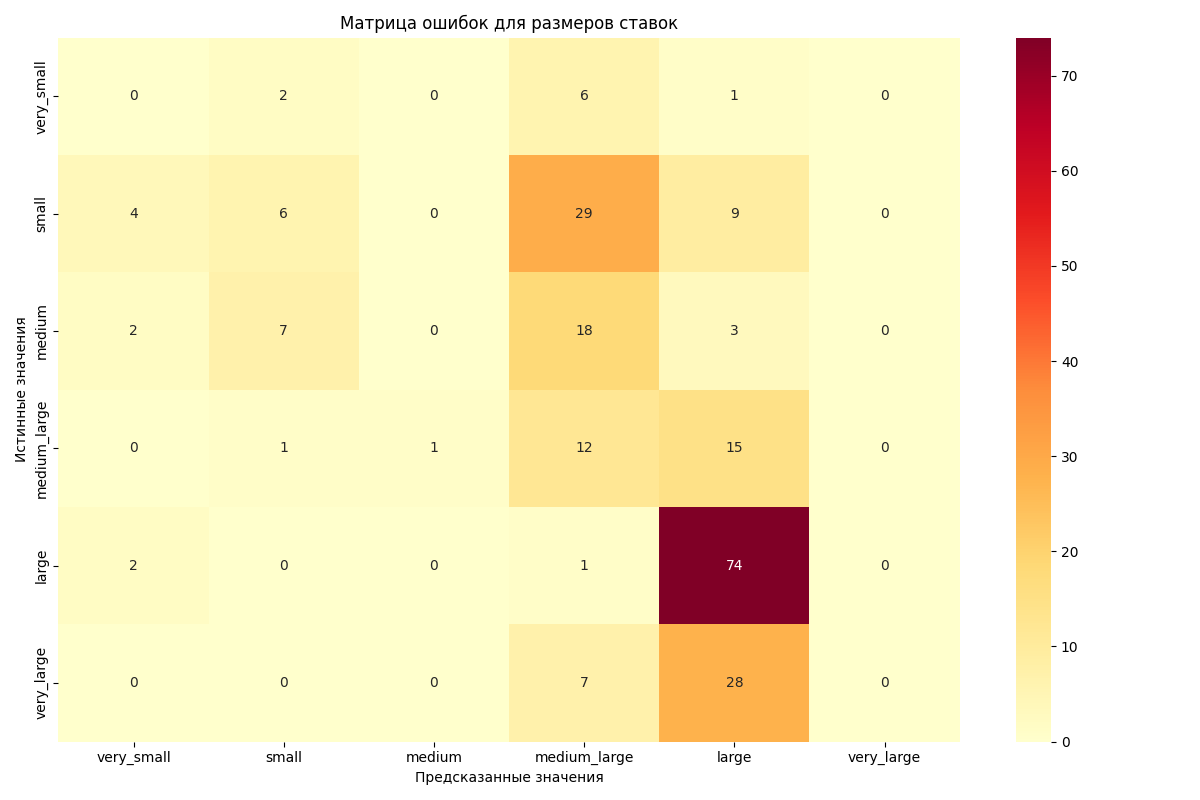 Матрица ошибок для размеров ставок
very_small 0 2 0 6 1 0
small 4 6 0 29 9 0
medium 2 7 0 18 3 0
medium_large 0 1 1 12 15 0
large 2 0 0 1 74 0
very_large 0 0 0 7 28 0
Истинные значения
very_small small medium medium_large large very_large
Предсказанные значения
70
60
50
40
30
20
10
0